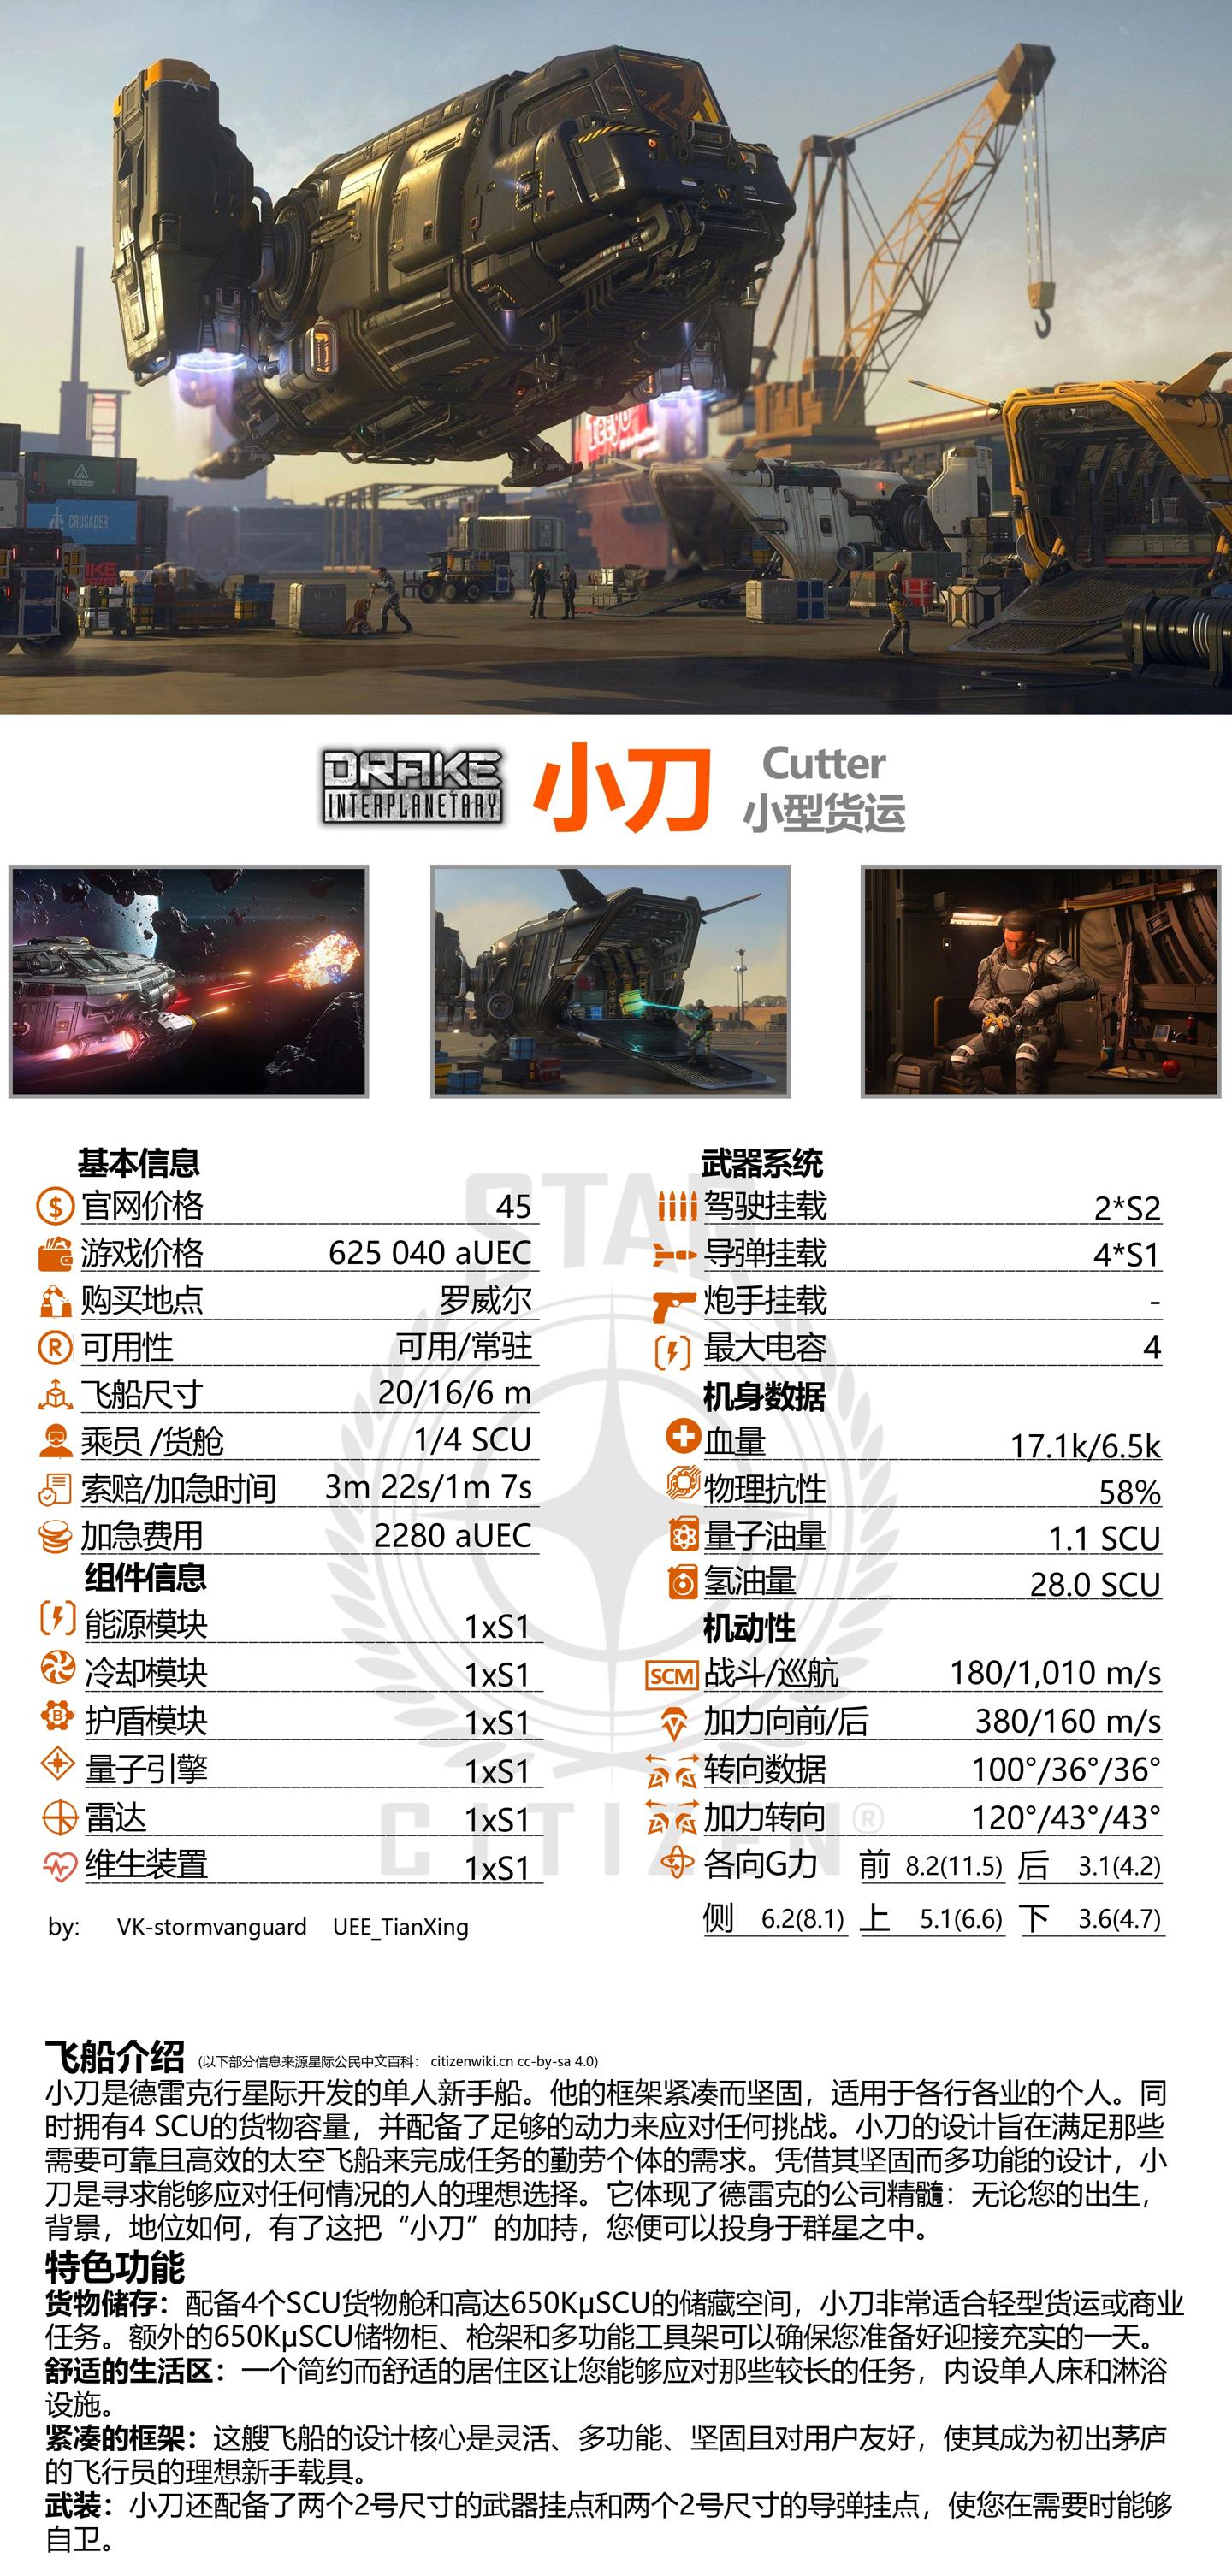 AEGIS
CRUSADER
DRAKE
INTERPLANETARY
小刀
Cutter
小型货运
基本信息
官网价格 45
游戏价格 625 040 aUEC
购买地点 罗威尔
可用性 可用/常驻
飞船尺寸 20/16/6 m
乘员 /货舱 1/4 SCU
索赔/加急时间 3m 22s/1m 7s
加急费用 2280 aUEC
组件信息
能源模块 1xS1
冷却模块 1xS1
护盾模块 1xS1
量子引擎 1xS1
雷达 1xS1
维生装置 1xS1
by: VK-stormvanguard UEE_TianXing
武器系统
驾驶挂载 2*S2
导弹挂载 4*S1
炮手挂载 -
最大电容 4
机身数据
血量 17.1k/6.5k
物理抗性 58%
量子油量 1.1 SCU
氢油量 28.0 SCU
机动性
SCM 战斗/巡航 180/1,010 m/s
加力向前/后 380/160 m/s
转向数据 100°/36°/36°
加力转向 120°/43°/43°
各向G力 前 8.2(11.5) 后 3.1(4.2)
侧 6.2(8.1) 上 5.1(6.6) 下 3.6(4.7)
STAR
CITIZEN®
飞船介绍 (以下部分信息来源星际公民中文百科： citizenwiki.cn cc-by-sa 4.0)
小刀是德雷克行星际开发的单人新手船。他的框架紧凑而坚固，适用于各行各业的个人。同
时拥有4 SCU的货物容量，并配备了足够的动力来应对任何挑战。小刀的设计旨在满足那些
需要可靠且高效的太空飞船来完成任务的勤劳个体的需求。凭借其坚固而多功能的设计，小
刀是寻求能够应对任何情况的人的理想选择。它体现了德雷克的公司精髓：无论您的出生，
背景，地位如何，有了这把“小刀”的加持，您便可以投身于群星之中。
特色功能
货物储存：配备4个SCU货物舱和高达650KμSCU的储藏空间，小刀非常适合轻型货运或商业
任务。额外的650KμSCU储物柜、枪架和多功能工具架可以确保您准备好迎接充实的一天。
舒适的生活区：一个简约而舒适的居住区让您能够应对那些较长的任务，内设单人床和淋浴
设施。
紧凑的框架：这艘飞船的设计核心是灵活、多功能、坚固且对用户友好，使其成为初出茅庐
的飞行员的理想新手载具。
武装：小刀还配备了两个2号尺寸的武器挂点和两个2号尺寸的导弹挂点，使您在需要时能够
自卫。